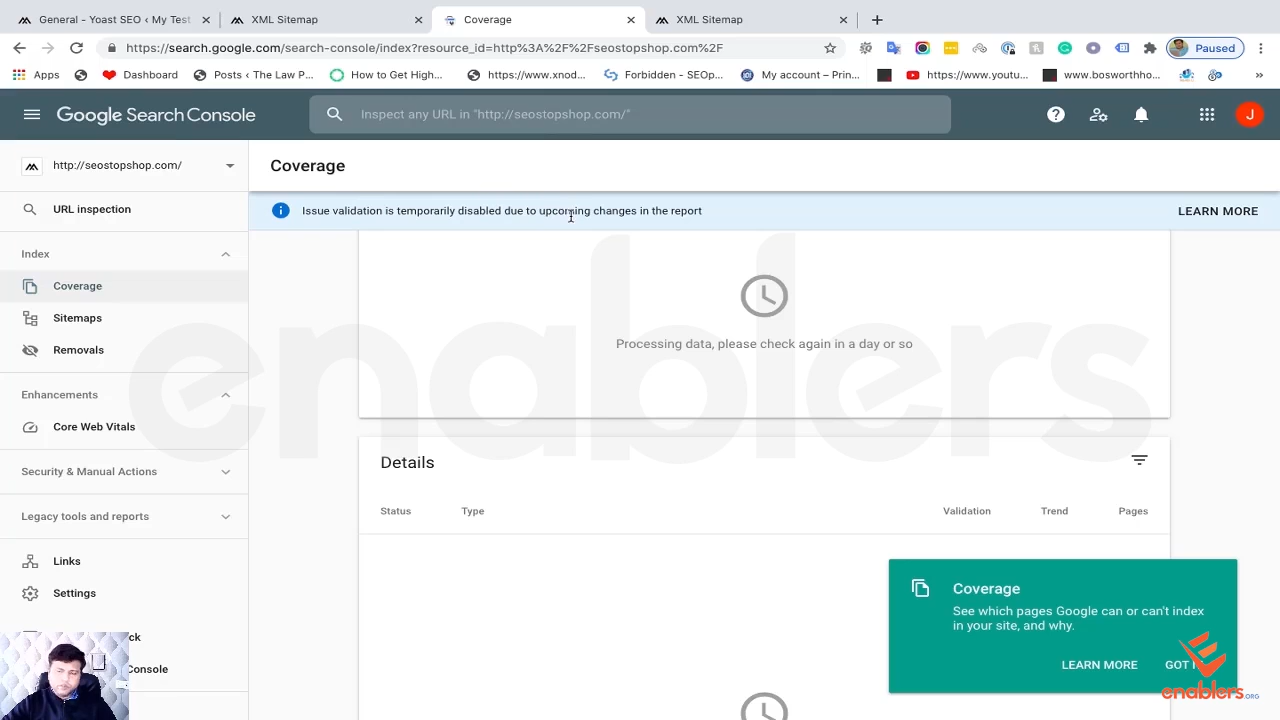 General - Yoast SEO ‹ My Test
XML Sitemap
Coverage
XML Sitemap
https://search.google.com/search-console/index?resource_id=http%3A%2F%2Fseostopshop.com%2F
Paused
Apps
Dashboard
Posts ‹ The Law P...
How to Get High...
https://www.xnod...
Forbidden - SEOp...
My account – Prin...
https://www.youtu...
www.bosworthho...
»
Google Search Console
Inspect any URL in "http://seostopshop.com/"
J
http://seostopshop.com/
Coverage
URL inspection
Issue validation is temporarily disabled due to upcoming changes in the report
LEARN MORE
Index
Coverage
Sitemaps
Removals
Processing data, please check again in a day or so
Enhancements
Core Web Vitals
enablers
Security & Manual Actions
Details
Status
Type
Validation
Trend
Pages
Legacy tools and reports
Links
Settings
Coverage
See which pages Google can or can't index
in your site, and why.
LEARN MORE
Console
enablers.ORG